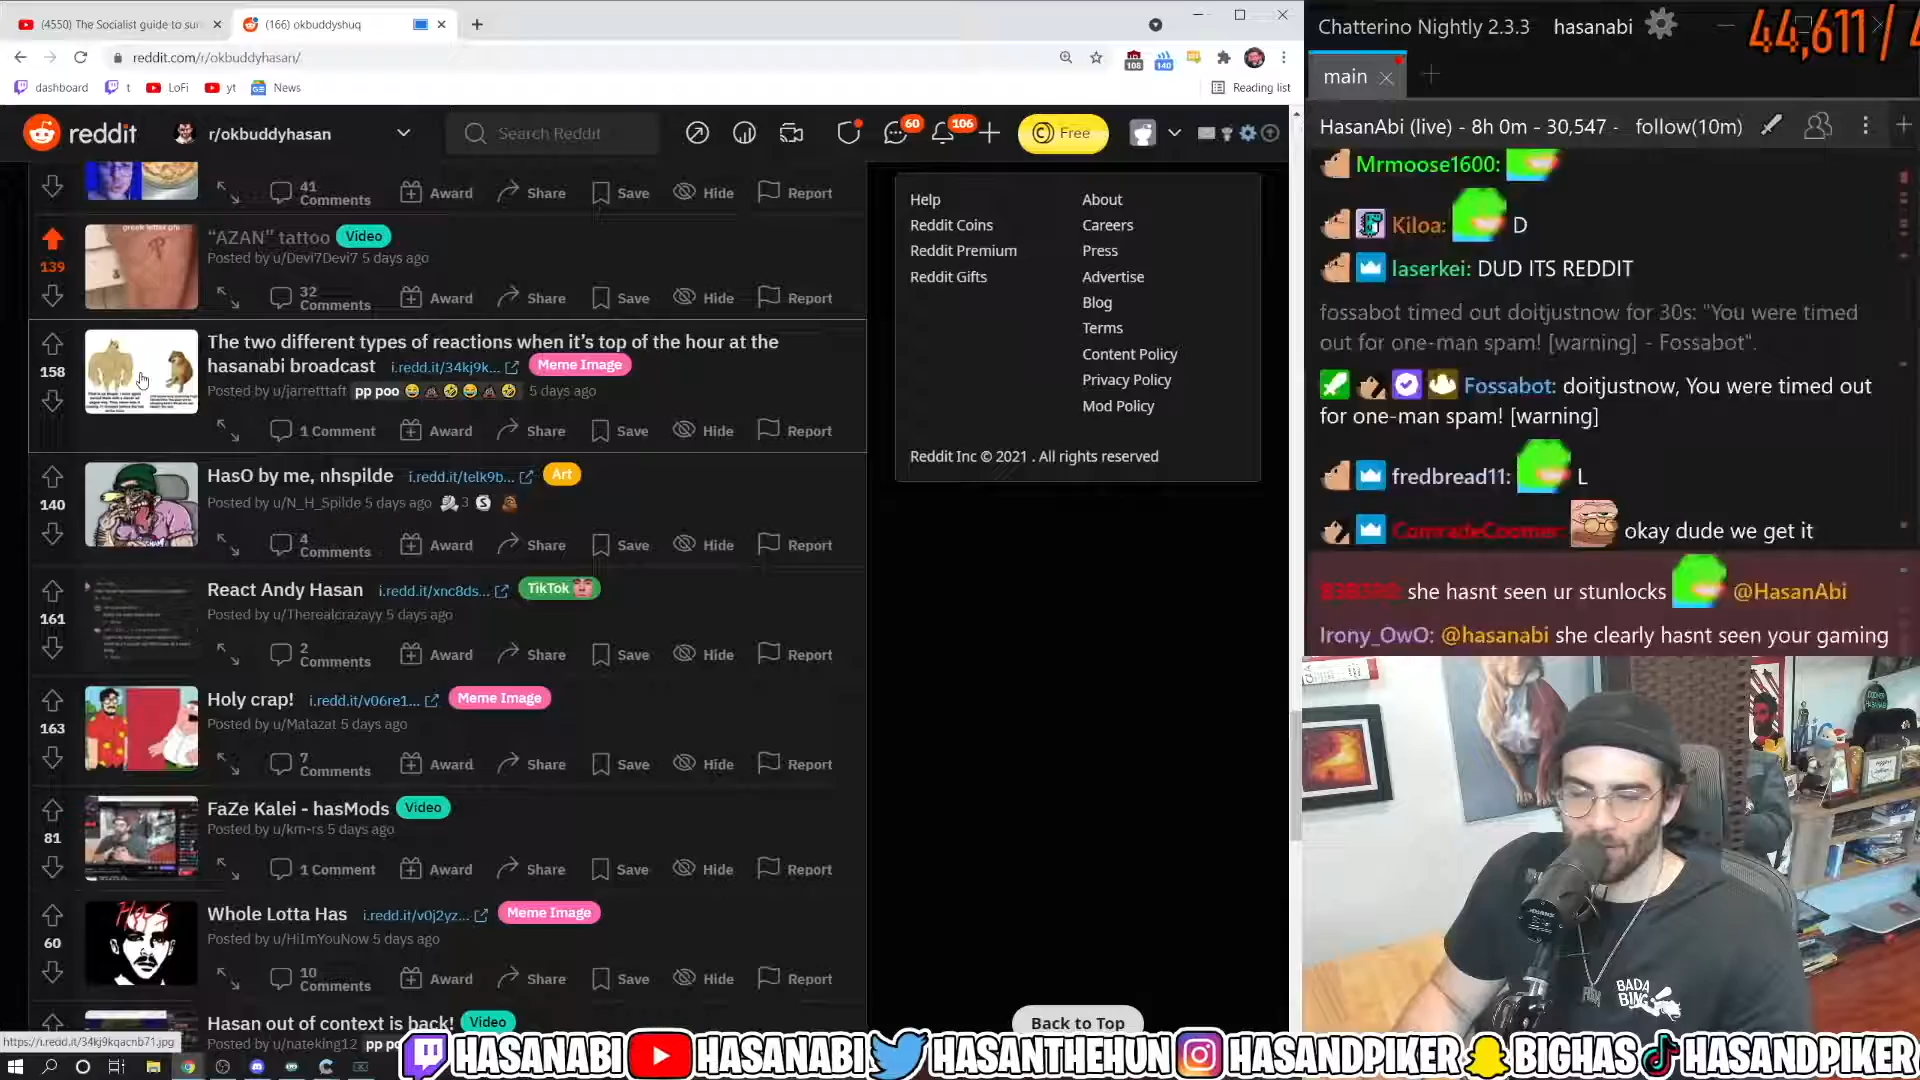 (4550) The Socialist guide to sur
(166) okbuddyshuq
reddit.com/r/okbuddyhasan/
108
140
dashboard
t
LoFi
yt
News
Reading list
reddit
r/okbuddyhasan
Search Reddit
60
106
Free
41 Comments Award Share Save Hide Report
139
"AZAN" tattoo Video
Posted by u/Devi7Devi7 5 days ago
32 Comments Award Share Save Hide Report
158
The two different types of reactions when it's top of the hour at the
hasanabi broadcast i.redd.it/34kj9k... Meme Image
Posted by u/jarrettaft pp poo 5 days ago
1 Comment Award Share Save Hide Report
140
HasO by me, nhspilde i.redd.it/telk9b... Art
Posted by u/N_H_Spilde 5 days ago 3 S
4 Comments Award Share Save Hide Report
161
React Andy Hasan i.redd.it/xnc8ds... TikTok
Posted by u/Therealcrazayy 5 days ago
2 Comments Award Share Save Hide Report
163
Holy crap! i.redd.it/v06re1... Meme Image
Posted by u/Matazat 5 days ago
7 Comments Award Share Save Hide Report
81
FaZe Kalei - hasMods Video
Posted by u/km-rs 5 days ago
1 Comment Award Share Save Hide Report
60
Whole Lotta Has i.redd.it/v0j2yz... Meme Image
Posted by u/HiImYouNow 5 days ago
10 Comments Award Share Save Hide Report
Hasan out of context is back! Video
Posted by u/nateking12 pp po
https://i.redd.it/34kj9kqacnb71.jpg
Help
Reddit Coins
Reddit Premium
Reddit Gifts
About
Careers
Press
Advertise
Blog
Terms
Content Policy
Privacy Policy
Mod Policy
Reddit Inc © 2021 . All rights reserved
Back to Top
Chatterino Nightly 2.3.3 hasanabi
44,611 / 4
main
HasanAbi (live) - 8h 0m - 30,547 - follow(10m)
Mrmoose1600:
Kiloa: D
laserkei: DUD ITS REDDIT
fossabot timed out doitjustnow for 30s: "You were timed
out for one-man spam! [warning] - Fossabot".
Fossabot: doitjustnow, You were timed out
for one-man spam! [warning]
fredbread11: L
ComradeCoomer: okay dude we get it
she hasnt seen ur stunlocks @HasanAbi
Irony_OwO: @hasanabi she clearly hasnt seen your gaming
BADA
BING
HASANABI HASANABI HASANTHEHUN HASANDPIKER BIGHAS HASANDPIKER